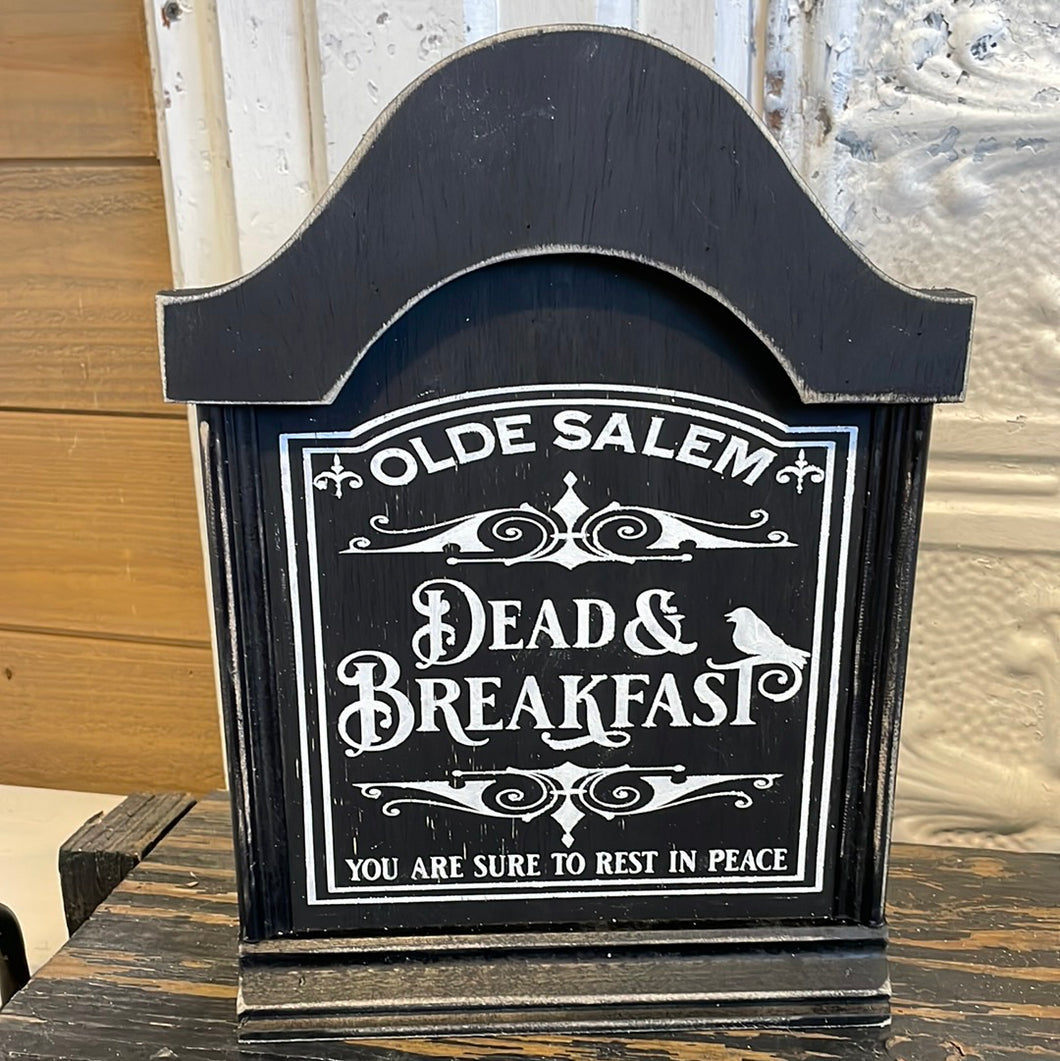 OLDE SALEM
DEAD &
BREAKFAST
YOU ARE SURE TO REST IN PEACE